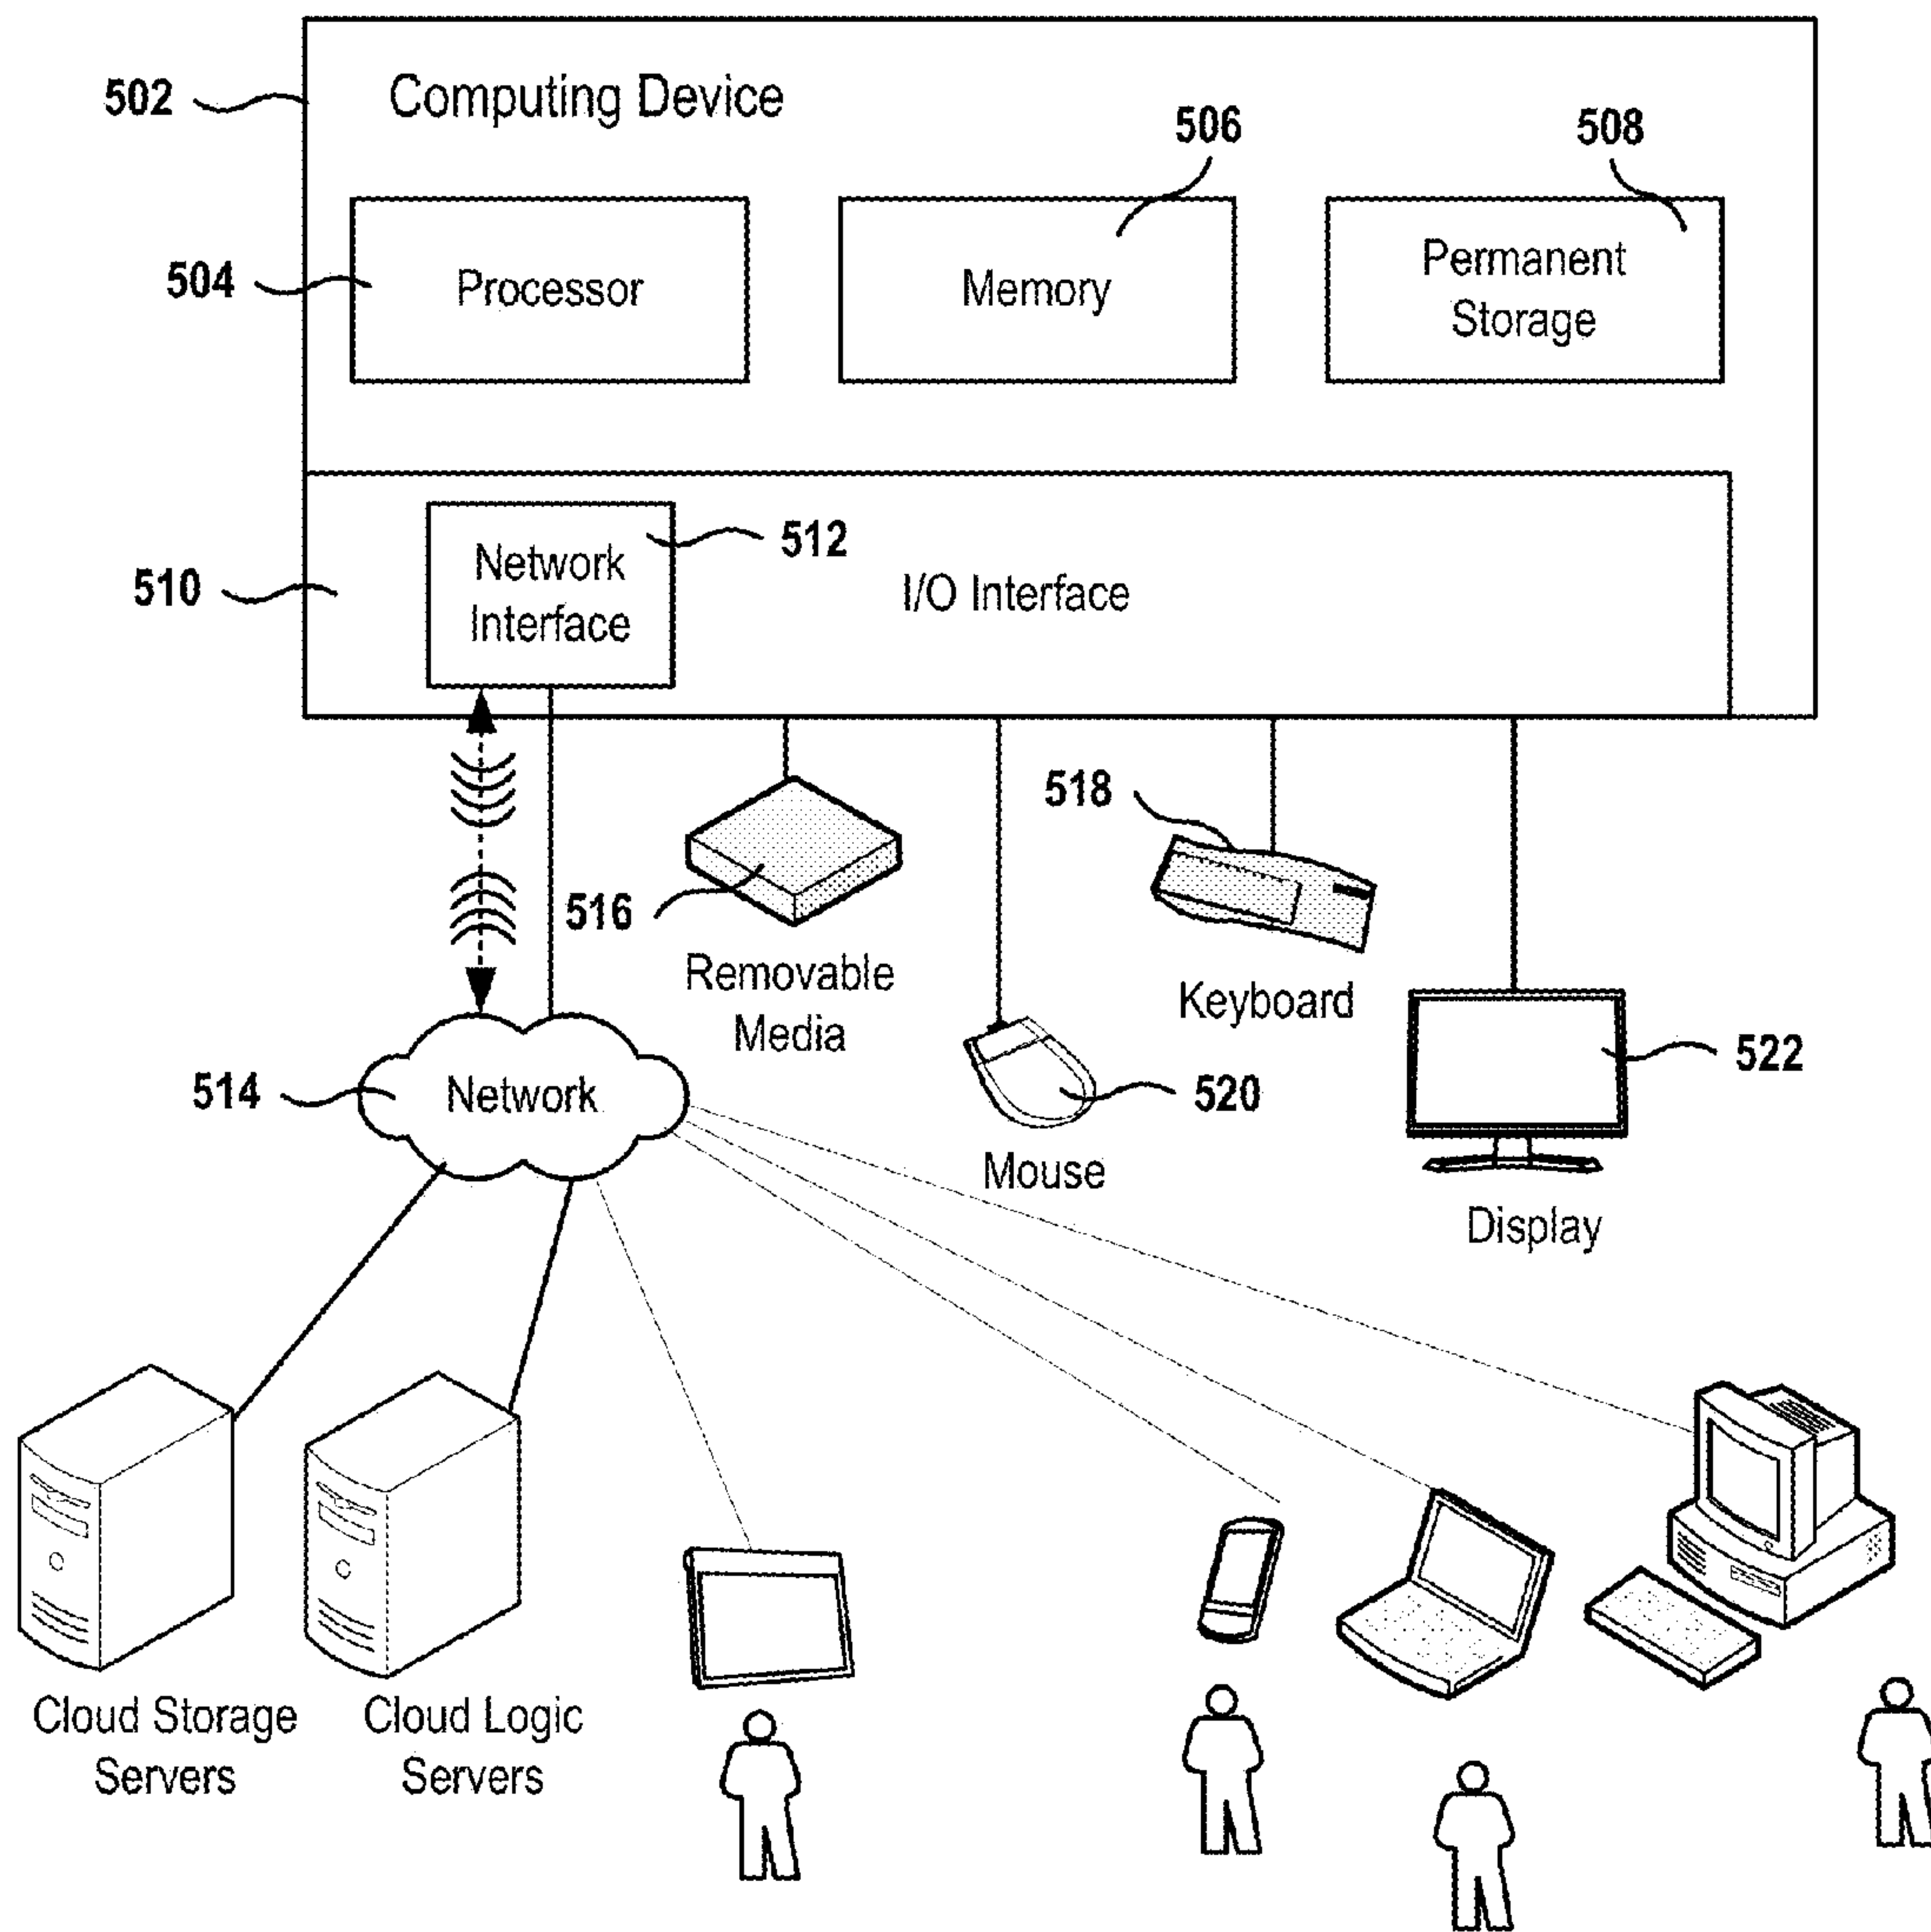 502
Computing Device
506
508
504
Processor
Memory
Permanent
Storage
510
Network
Interface
512
I/O Interface
518
516
Removable
Media
Keyboard
514
Network
520
522
Mouse
Display
Cloud Storage
Servers
Cloud Logic
Servers